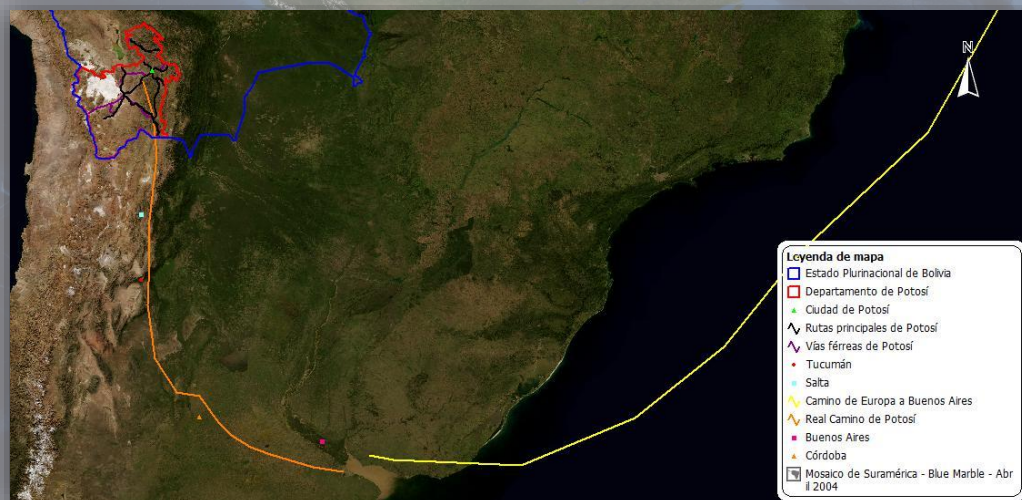 N
Leyenda de mapa
Estado Plurinacional de Bolivia
Departamento de Potosí
Ciudad de Potosí
Rutas principales de Potosí
Vías férreas de Potosí
Tucumán
Salta
Camino de Europa a Buenos Aires
Real Camino de Potosí
Buenos Aires
Córdoba
Mosaico de Suramérica - Blue Marble - Abr
il 2004